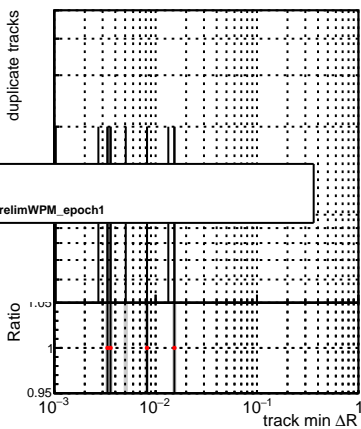 duplicate tracks
relimWPM_epoch1
1.05
Ratio
1
0.95
10⁻³ 10⁻² 10⁻¹ 1
track min ΔR